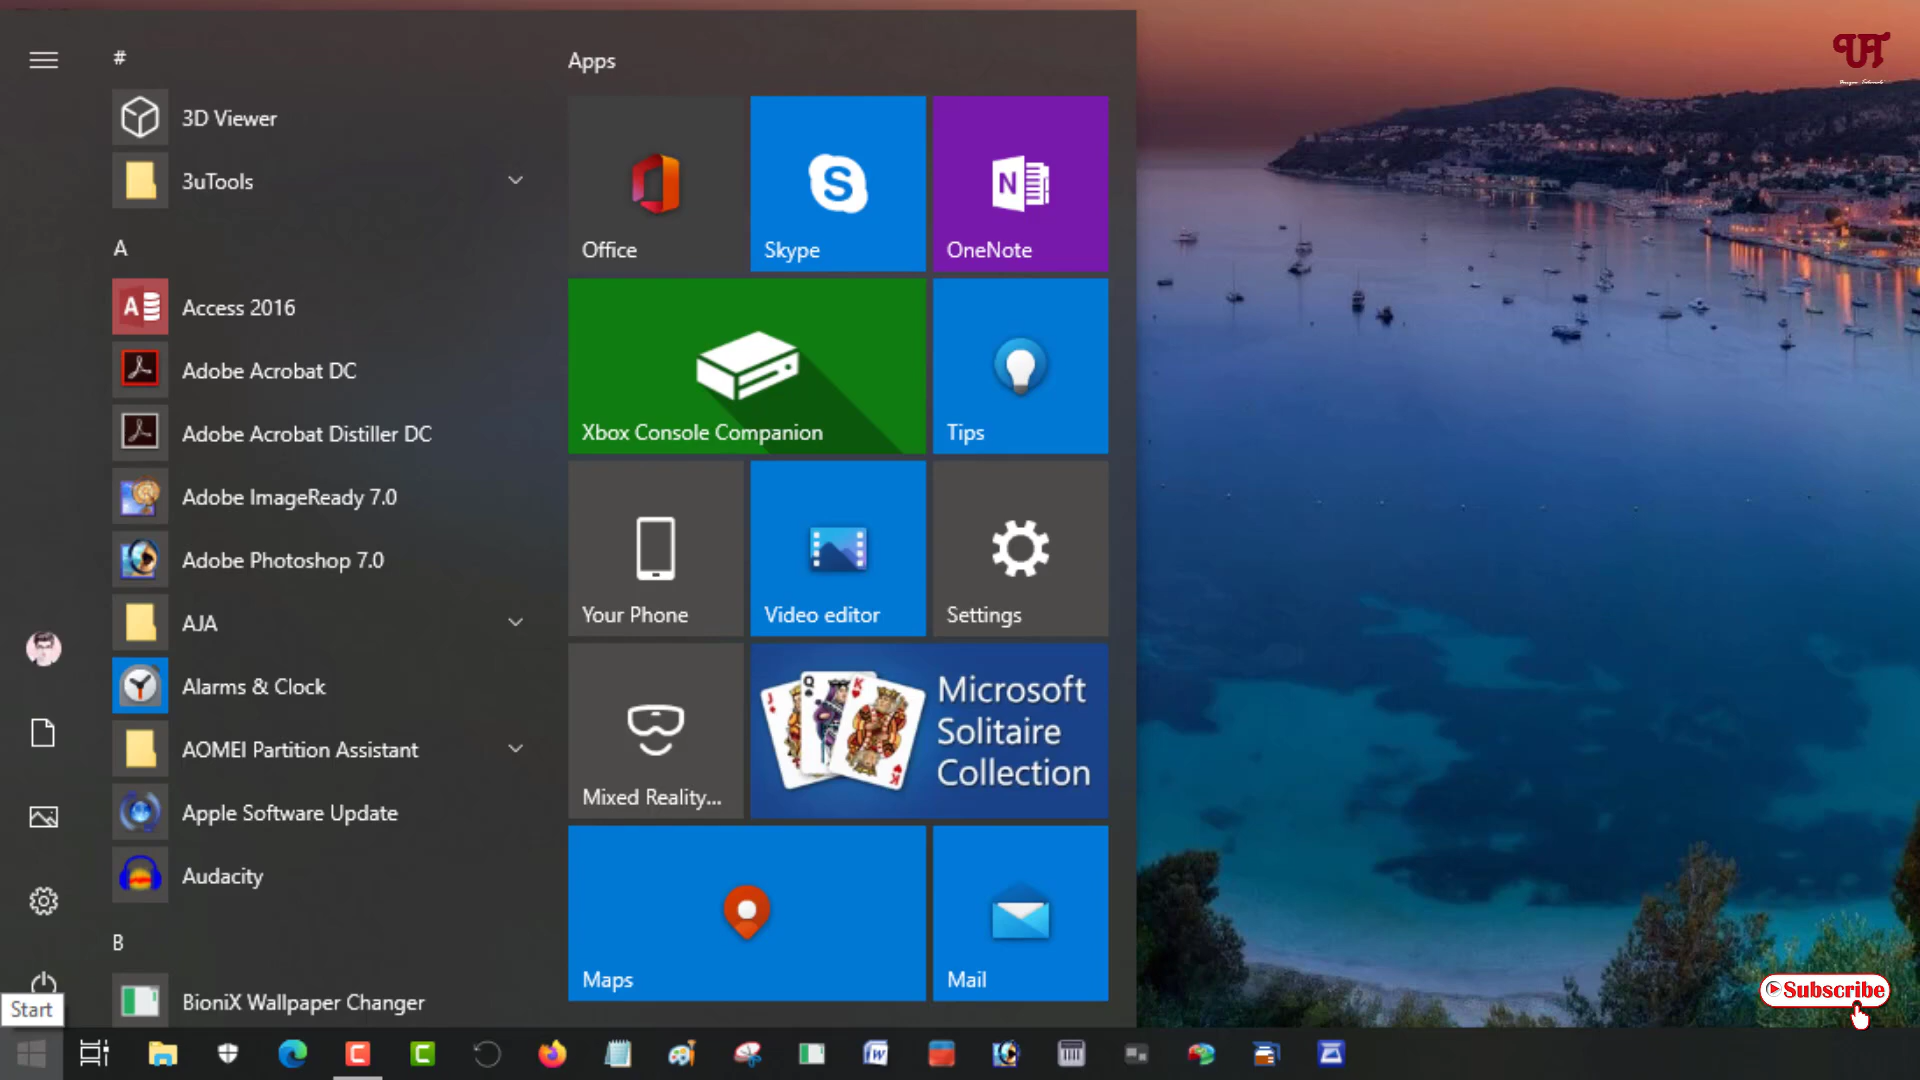 #
3D Viewer
3uTools
A
Access 2016
Adobe Acrobat DC
Adobe Acrobat Distiller DC
Adobe ImageReady 7.0
Adobe Photoshop 7.0
AJA
Alarms & Clock
AOMEI Partition Assistant
Apple Software Update
Audacity
B
BioniX Wallpaper Changer
Start
Apps
Office
Skype
OneNote
Xbox Console Companion
Tips
Your Phone
Video editor
Settings
Mixed Reality...
Microsoft
Solitaire
Collection
Maps
Mail
UT
Subscribe